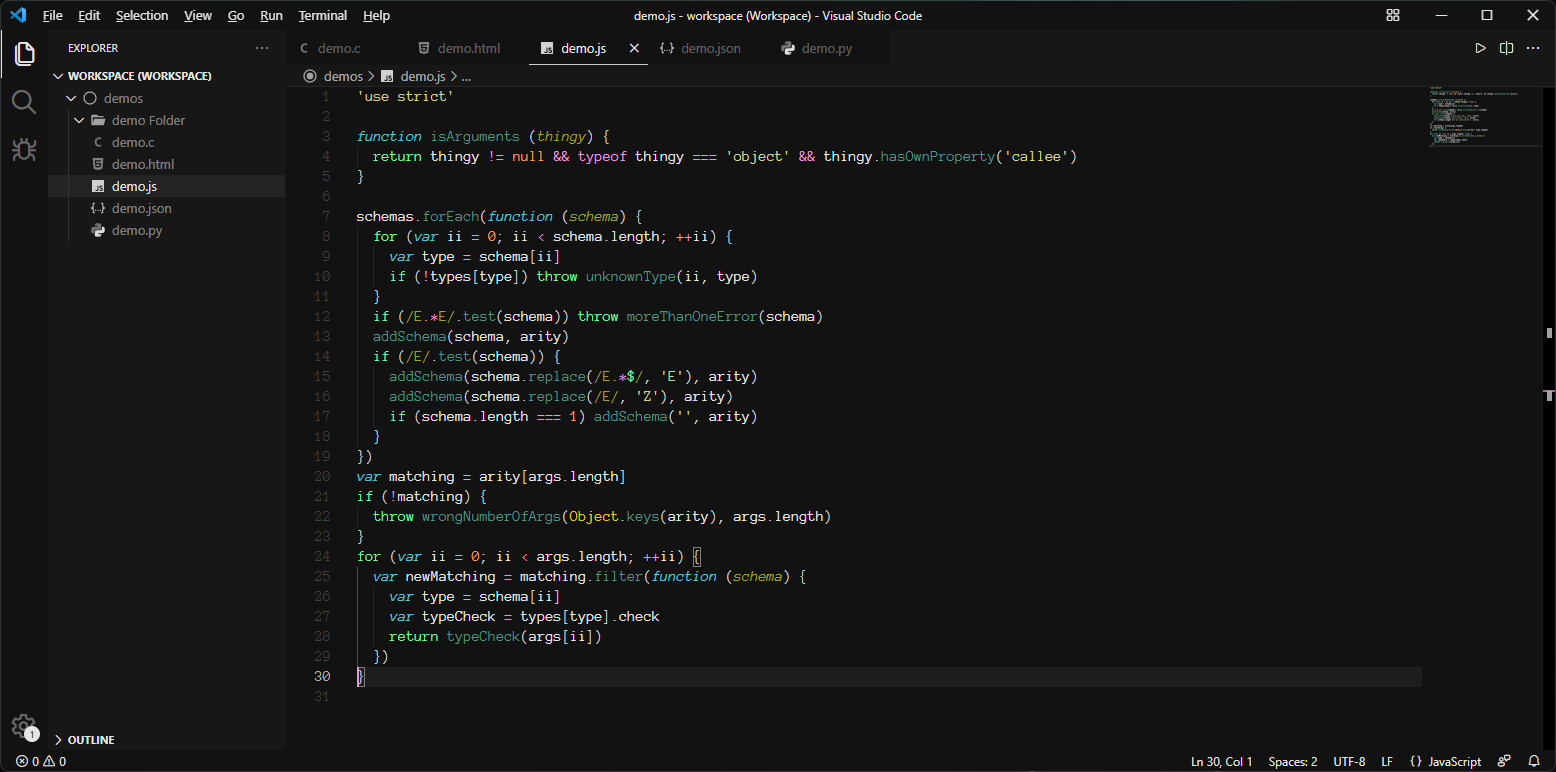 File Edit Selection View Go Run Terminal Help demo.js - workspace (Workspace) - Visual Studio Code
EXPLORER
WORKSPACE (WORKSPACE)
demos
demo Folder
demo.c
demo.html
demo.js
demo.json
demo.py
OUTLINE
demo.c demo.html demo.js demo.json demo.py
demos > demo.js > ...
1 'use strict'
2
3 function isArguments (thingy) {
4 return thingy != null && typeof thingy === 'object' && thingy.hasOwnProperty('callee')
5 }
6
7 schemas.forEach(function (schema) {
8 for (var ii = 0; ii < schema.length; ++ii) {
9 var type = schema[ii]
10 if (!types[type]) throw unknownType(ii, type)
11 }
12 if (/E.*E/.test(schema)) throw moreThanOneError(schema)
13 addSchema(schema, arity)
14 if (/E/.test(schema)) {
15 addSchema(schema.replace(/E.*$/, 'E'), arity)
16 addSchema(schema.replace(/E/, 'Z'), arity)
17 if (schema.length === 1) addSchema('', arity)
18 }
19 })
20 var matching = arity[args.length]
21 if (!matching) {
22 throw wrongNumberOfArgs(Object.keys(arity), args.length)
23 }
24 for (var ii = 0; ii < args.length; ++ii) {
25 var newMatching = matching.filter(function (schema) {
26 var type = schema[ii]
27 var typeCheck = types[type].check
28 return typeCheck(args[ii])
29 })
30 }
31
1
0 0 Ln 30, Col 1 Spaces: 2 UTF-8 LF {} JavaScript